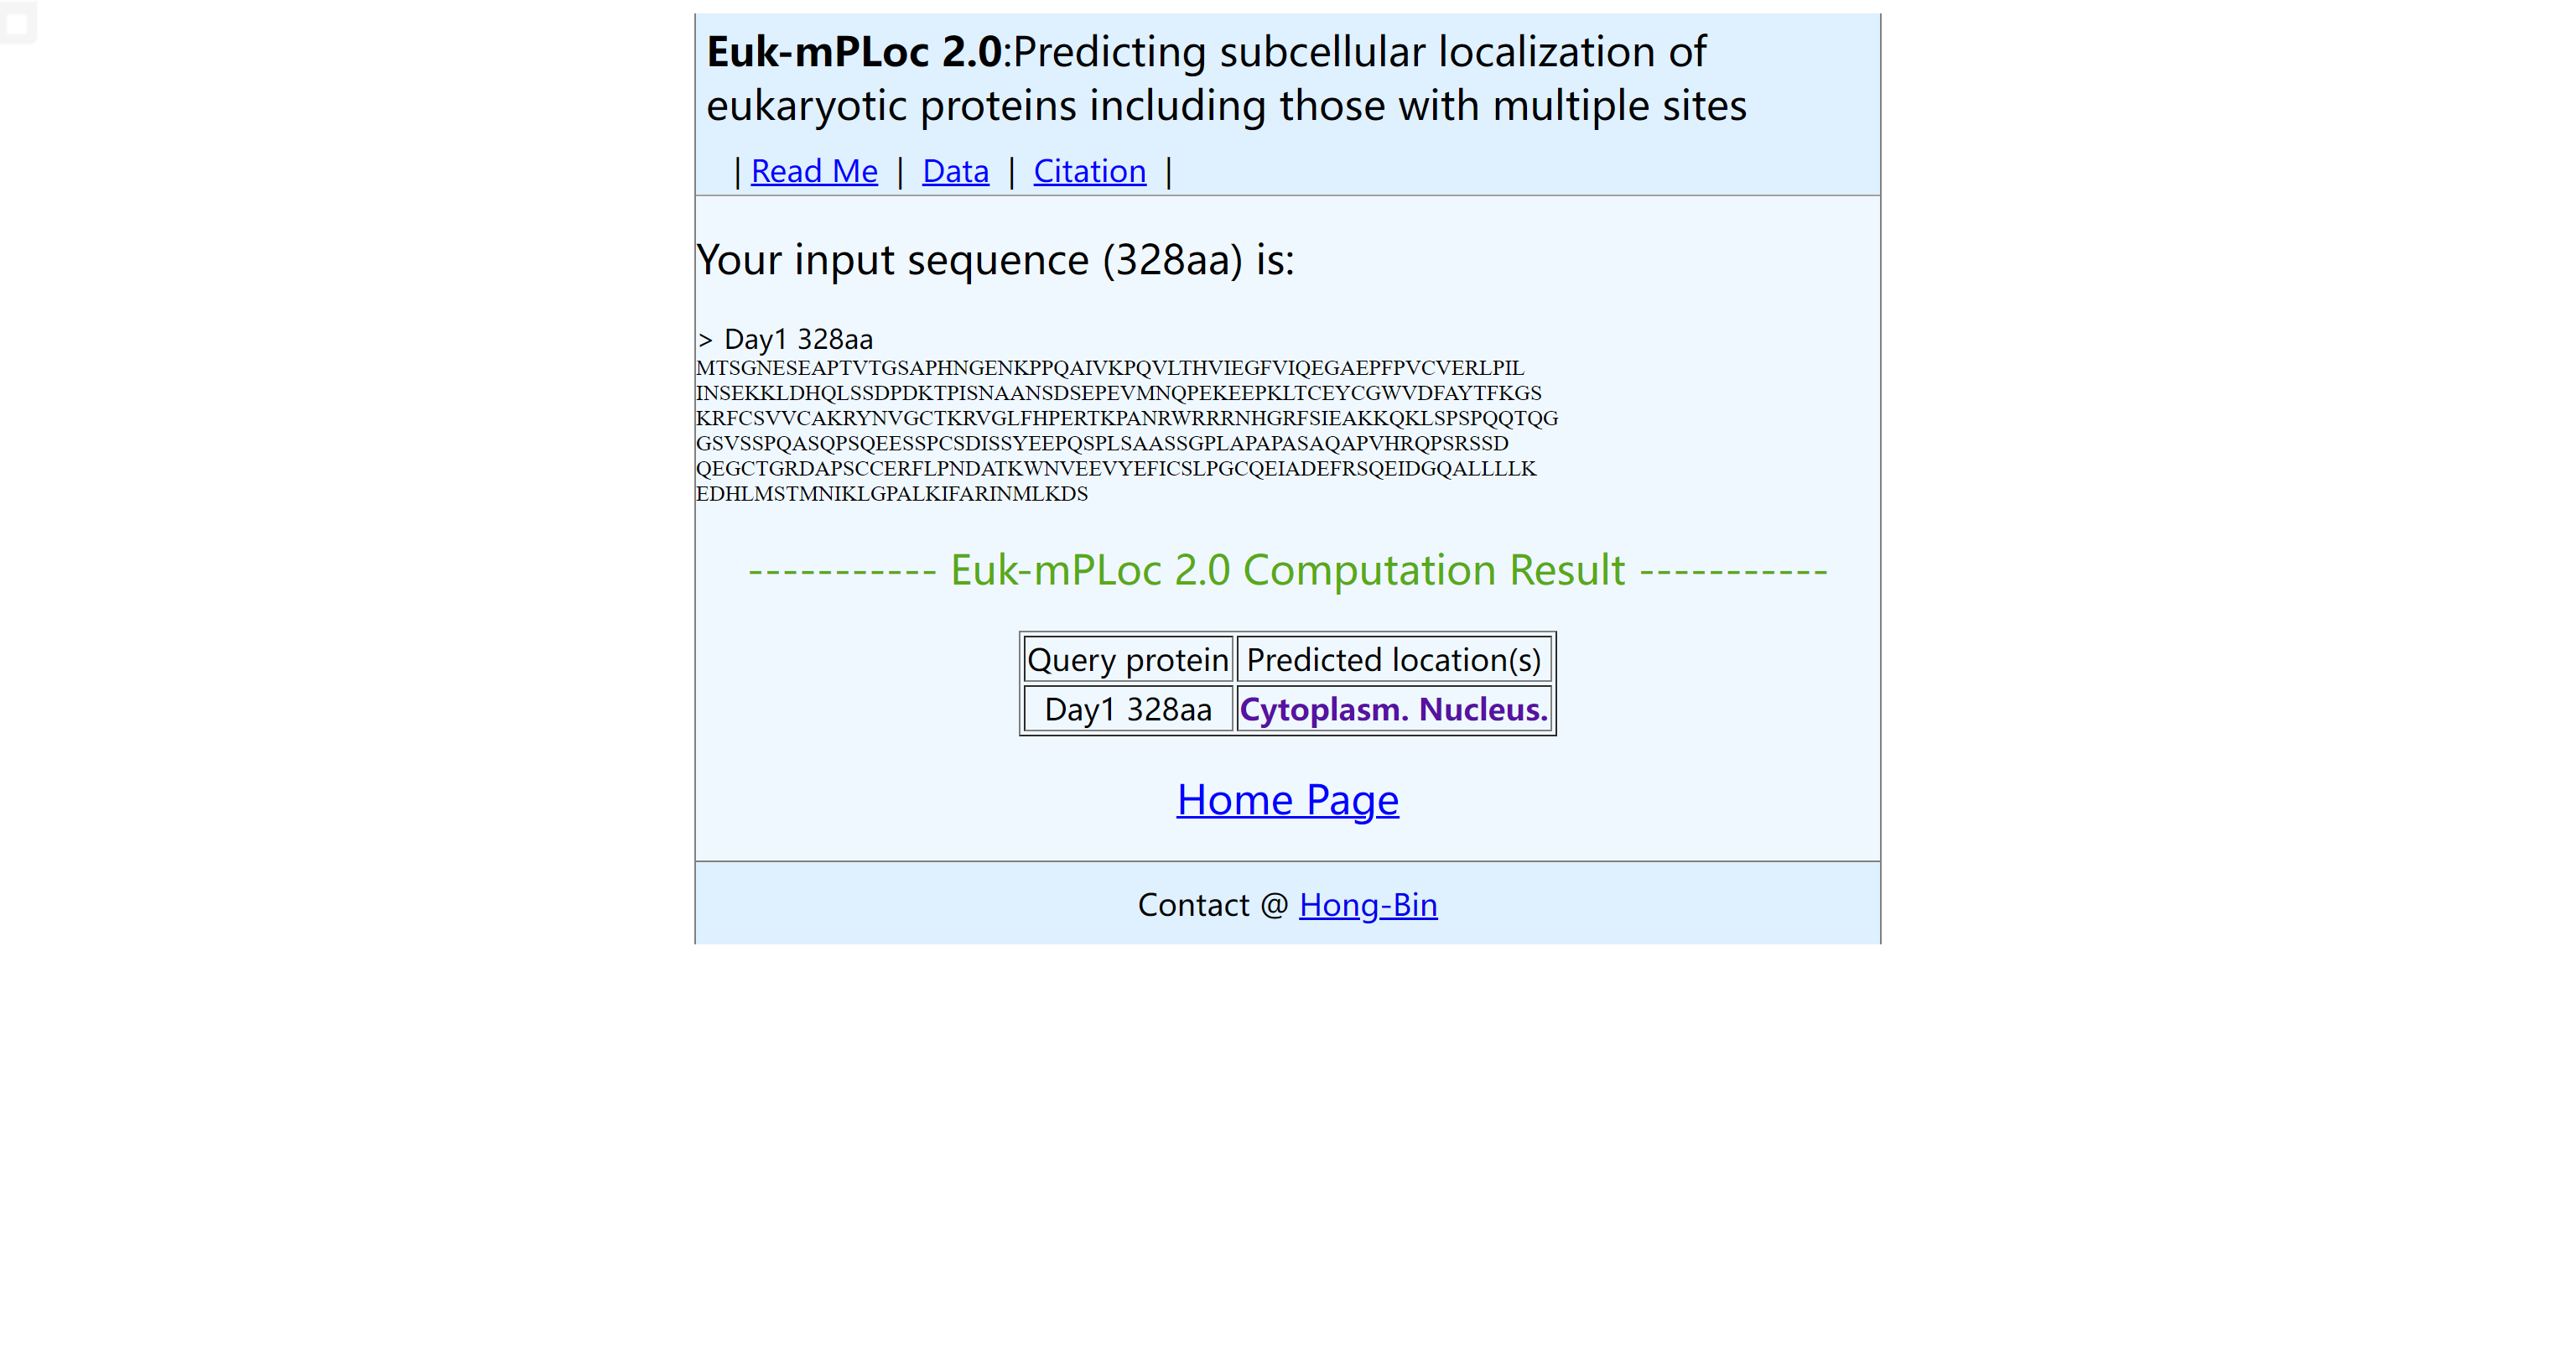 Euk-mPLoc 2.0:Predicting subcellular localization of
eukaryotic proteins including those with multiple sites
| Read Me | Data | Citation |
Your input sequence (328aa) is:
> Day1 328aa
MTSGNESEAPTVTGSAPHNGENKPPQAIVKPQVLTHVIEGFVIQEGAEPFPVCVERLPIL
INSEKKLDHQLSSDPDKTPISNAANSDSEPEVMNQPEKEEPKLTCEYCGWVDFAYTFKGS
KRFCSVVCAKRYNVGCTKRVGLFHPERTKPANRWRRRNHGRFSIEAKKQKLSPSPQQTQG
GSVSSPQASQPSQEESSPCSDISSYEEPQSPLSAASSGPLAPAPASAQAPVHRQPSRSSD
QEGCTGRDAPSCCERFLPNDATKWNVEEVYEFICSLPGCQEIADEFRSQEIDGQALLLLK
EDHLMSTMNIKLGPALKIFARINMLKDS
----------- Euk-mPLoc 2.0 Computation Result -----------
Query protein Predicted location(s)
Day1 328aa Cytoplasm. Nucleus.
Home Page
Contact @ Hong-Bin